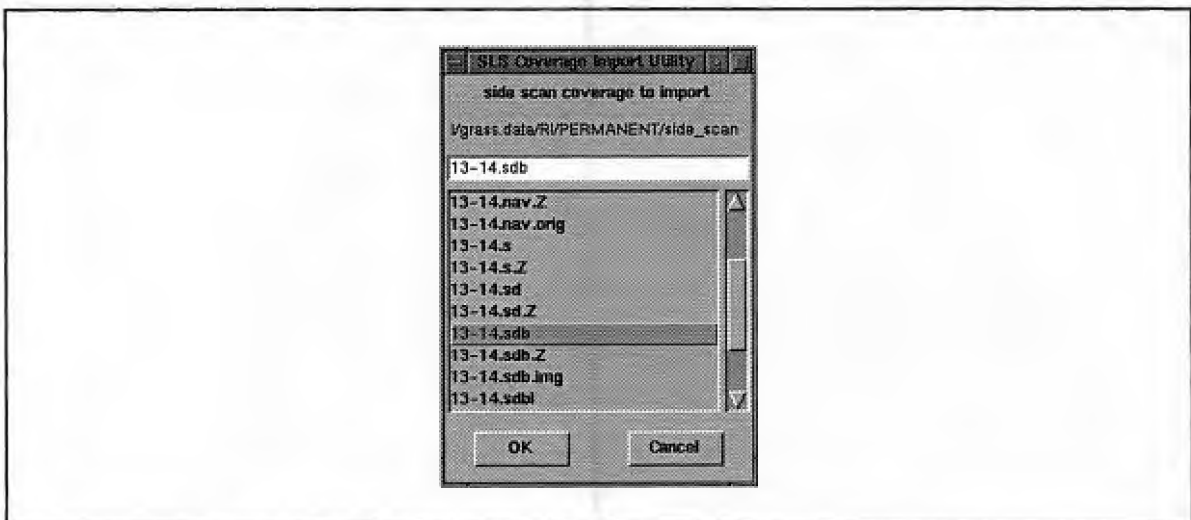 SLS Coverage Import Utility
side scan coverage to import
l/grass.data/RI/PERMANENT/side_scan
13-14.sdb
13-14.nav.Z
13-14.nav.orig
13-14.s
13-14.s.Z
13-14.sd
13-14.sd.Z
13-14.sdb
13-14.sdb.Z
13-14.sdb.img
13-14.sdbl
OK
Cancel